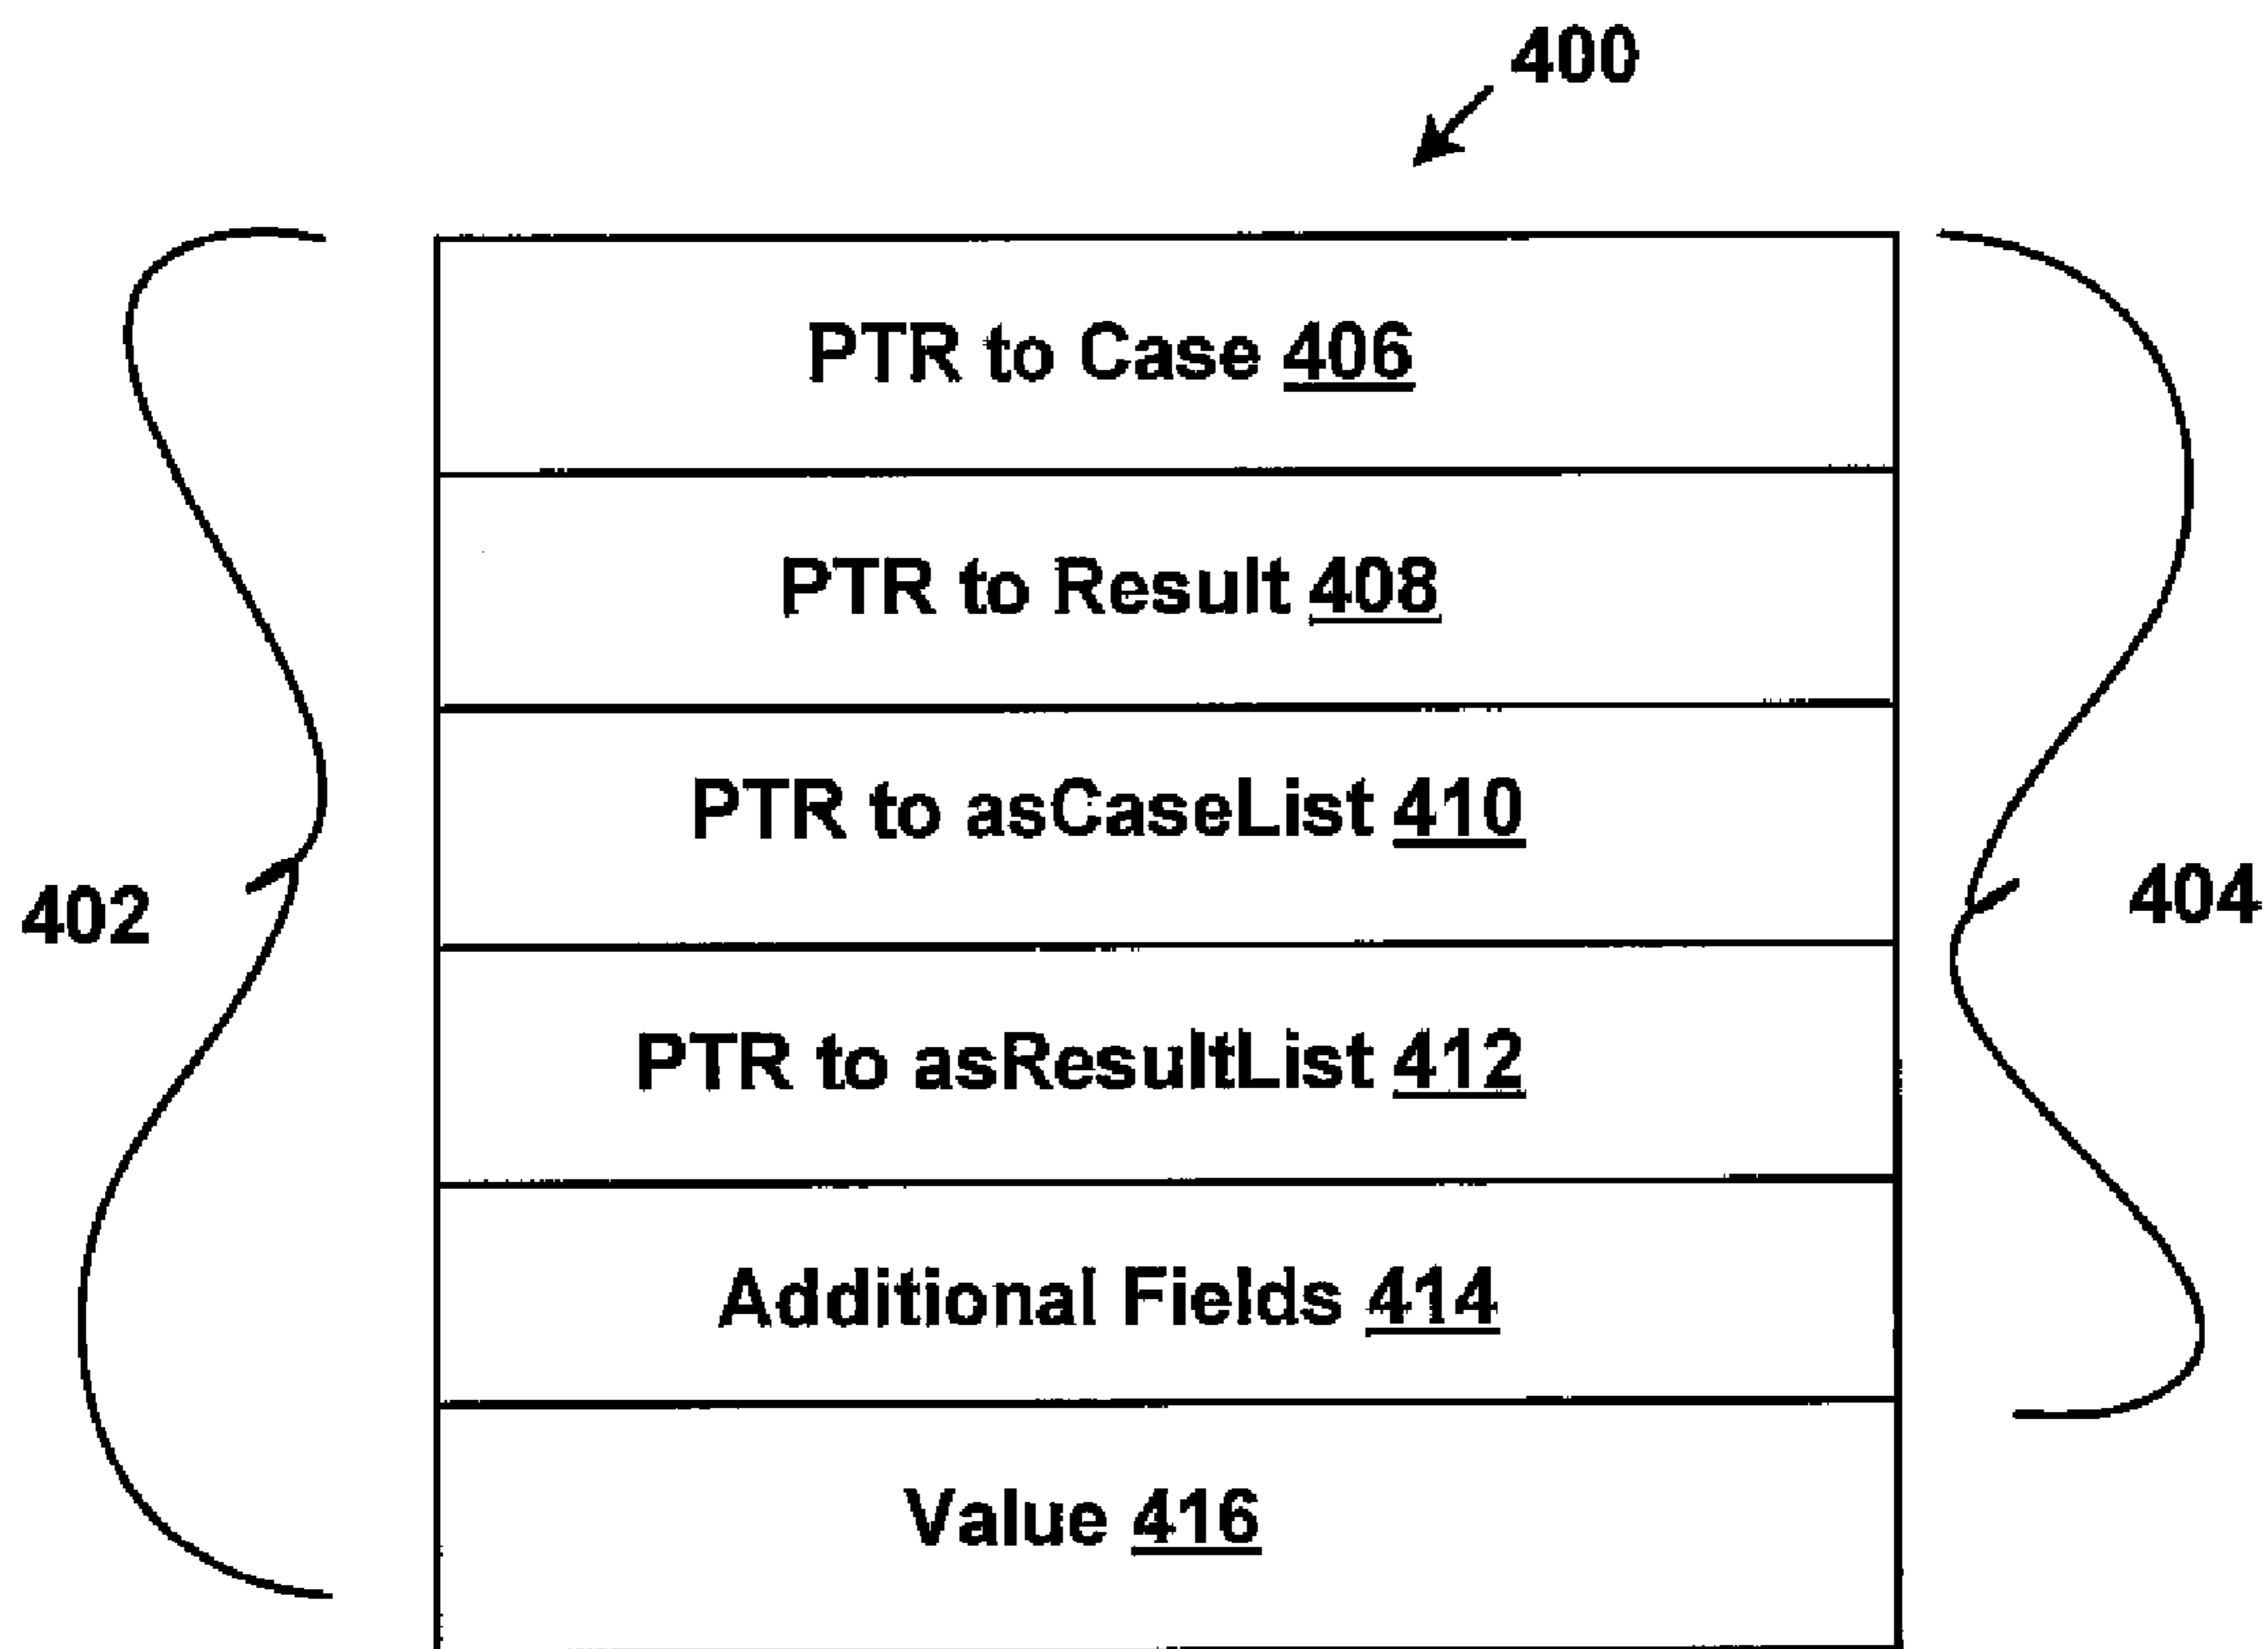 400
PTR to Case 406
PTR to Result 408
PTR to asCaseList 410
402
404
PTR to asResultList 412
Additional Fields 414
Value 416